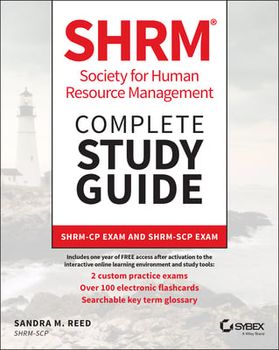 SHRM®
Society for Human
Resource Management
COMPLETE
STUDY
GUIDE
SHRM-CP EXAM AND SHRM-SCP EXAM
Includes one year of FREE access after activation to the
interactive online learning environment and study tools:
2 custom practice exams
Over 100 electronic flashcards
Searchable key term glossary
SANDRA M. REED
SHRM-SCP
SYBEX
A Wiley Brand